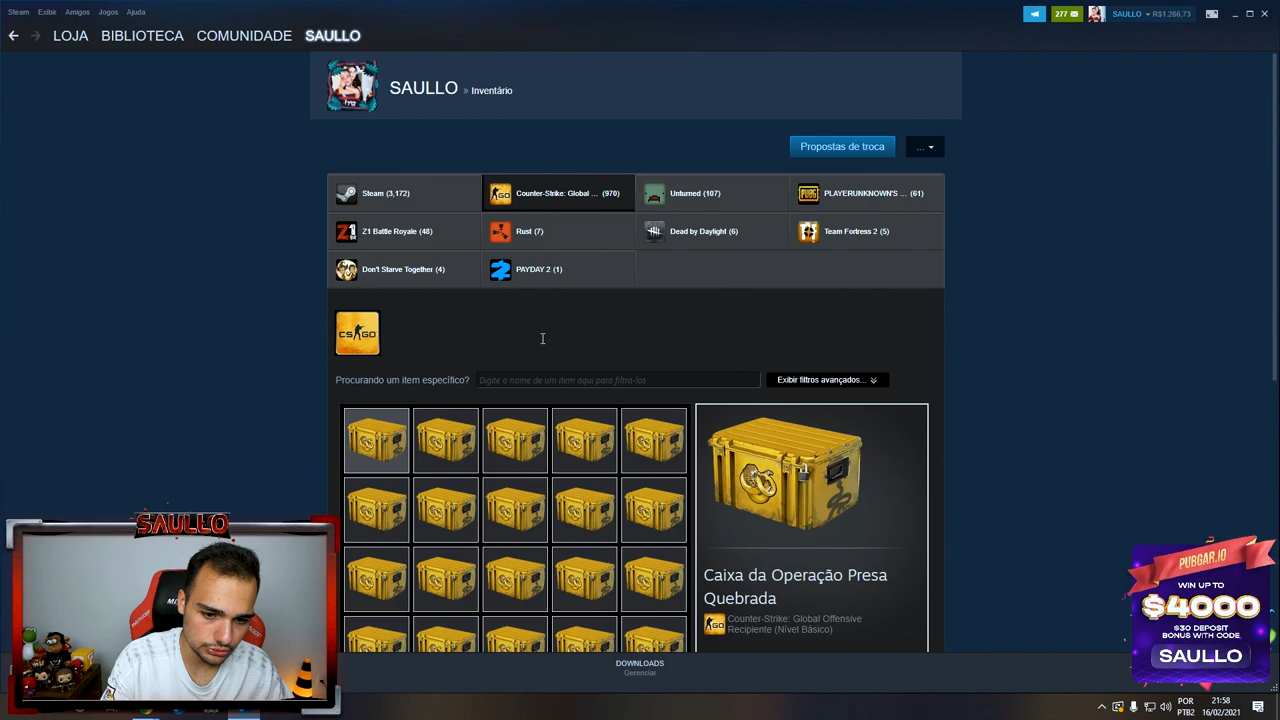 Steam Exibir Amigos Jogos Ajuda
277 SAULLO R$1.266,73
LOJA BIBLIOTECA COMUNIDADE SAULLO
SAULLO » Inventário
Propostas de troca ...
Steam (3,172) Counter-Strike: Global ... (970) Unturned (107) PLAYERUNKNOWN'S ... (61)
Z1 Battle Royale (48) Rust (7) Dead by Daylight (6) Team Fortress 2 (5)
Don't Starve Together (4) PAYDAY 2 (1)
CS GO
Procurando um item específico? Digite o nome de um item aqui para filtrá-los Exibir filtros avançados...
Caixa da Operação Presa
Quebrada
Counter-Strike: Global Offensive
Recipiente (Nível Básico)
SAULLO
PUBGAR.IO
WIN UP TO
$4000
$30 DEPOSIT
BONUS WITH CODE
SAULLO
DOWNLOADS
Gerenciar
POR
PTB2
21:58
16/02/2021